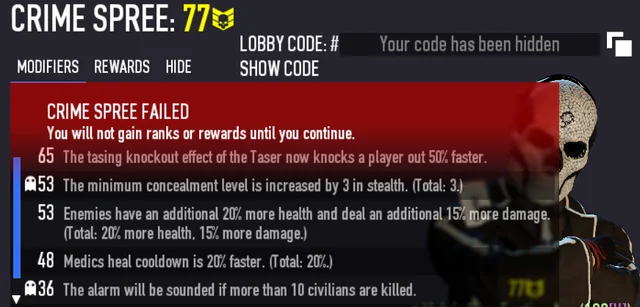 CRIME SPREE: 77
LOBBY CODE: # Your code has been hidden
MODIFIERS REWARDS HIDE SHOW CODE
CRIME SPREE FAILED
You will not gain ranks or rewards until you continue.
65 The tasing knockout effect of the Taser now knocks a player out 50% faster.
53 The minimum concealment level is increased by 3 in stealth. (Total: 3.)
53 Enemies have an additional 20% more health and deal an additional 15% more damage.
(Total: 20% more health, 15% more damage.)
48 Medics heal cooldown is 20% faster. (Total: 20%.)
36 The alarm will be sounded if more than 10 civilians are killed.
77